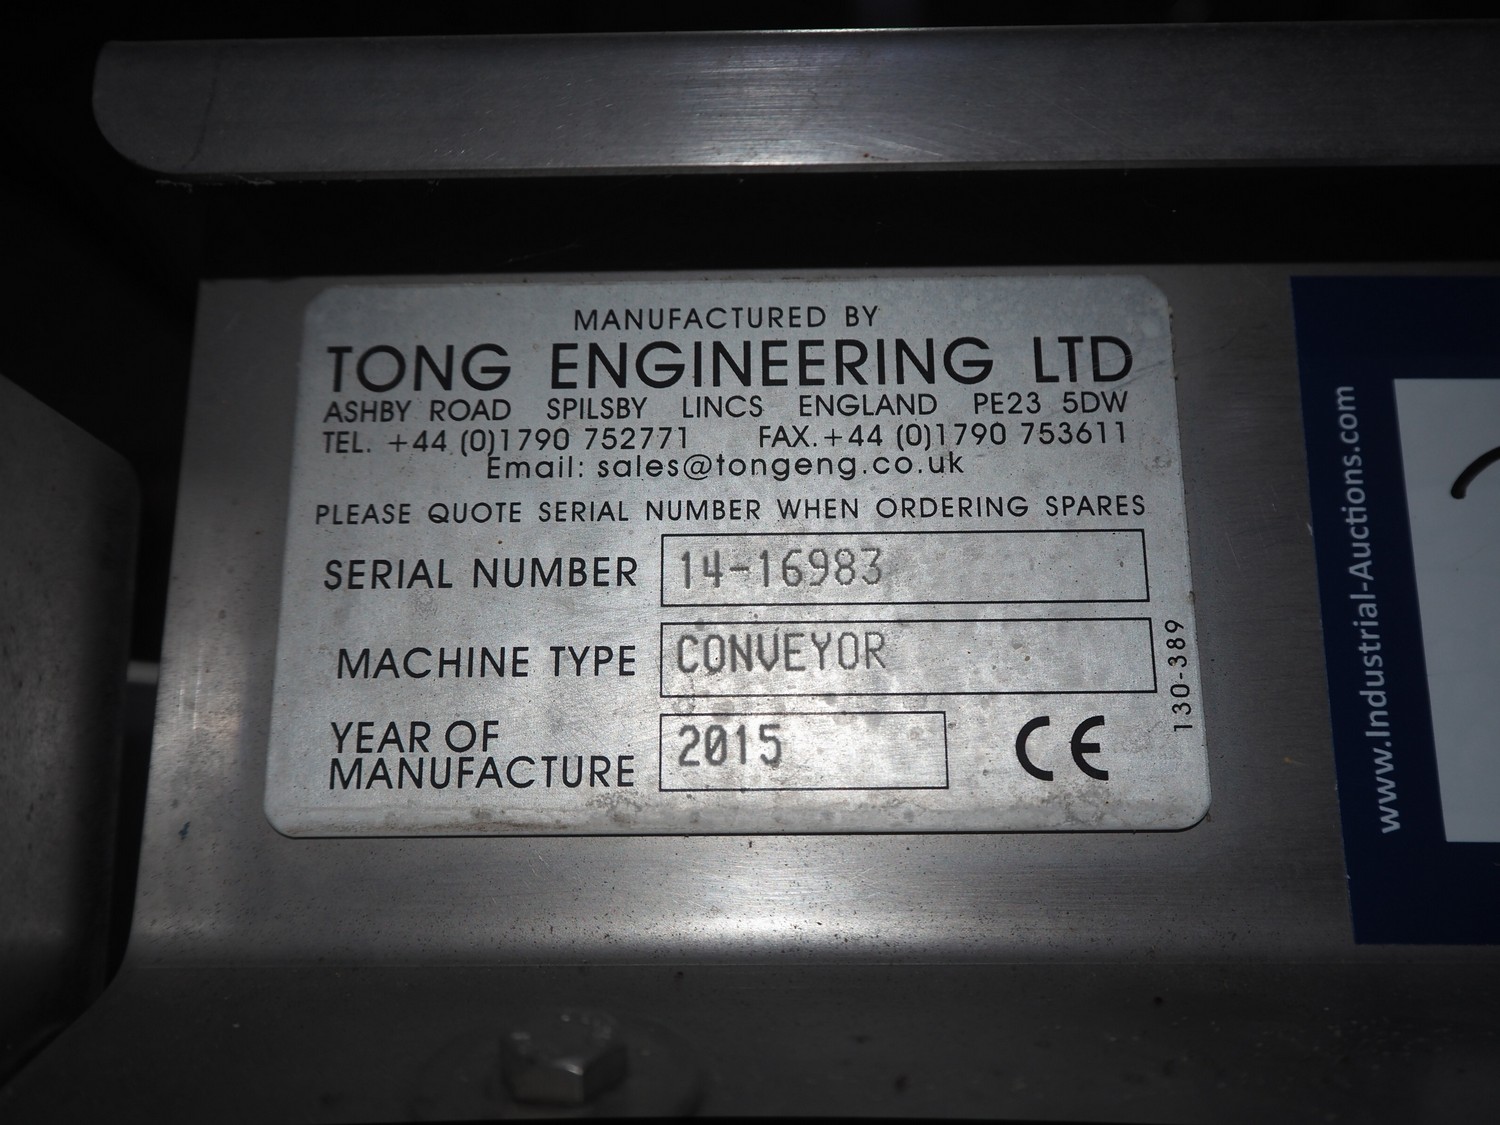 MANUFACTURED BY
TONG ENGINEERING LTD
ASHBY ROAD SPILSBY LINCS ENGLAND PE23 5DW
TEL. +44 (0)1790 752771 FAX.+44 (0)1790 753611
Email: sales@tongeng.co.uk
PLEASE QUOTE SERIAL NUMBER WHEN ORDERING SPARES
SERIAL NUMBER 14-16983
MACHINE TYPE CONVEYOR
YEAR OF
MANUFACTURE 2015
CE
130-389
www.Industrial-Auctions.com